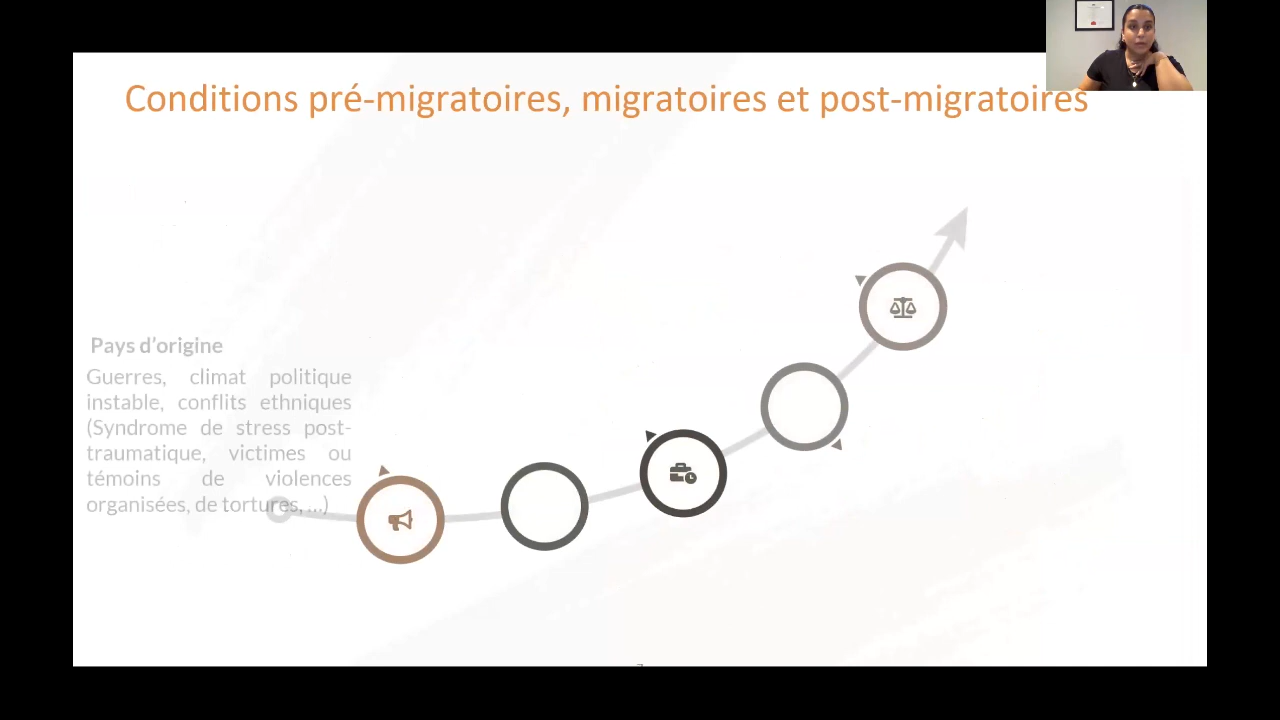 Conditions pré-migratoires, migratoires et post-migratoires
Pays d’origine
Guerres, climat politique
instable, conflits ethniques
(Syndrome de stress post-
traumatique, victimes ou
témoins de violences
organisées, de tortures, ...)